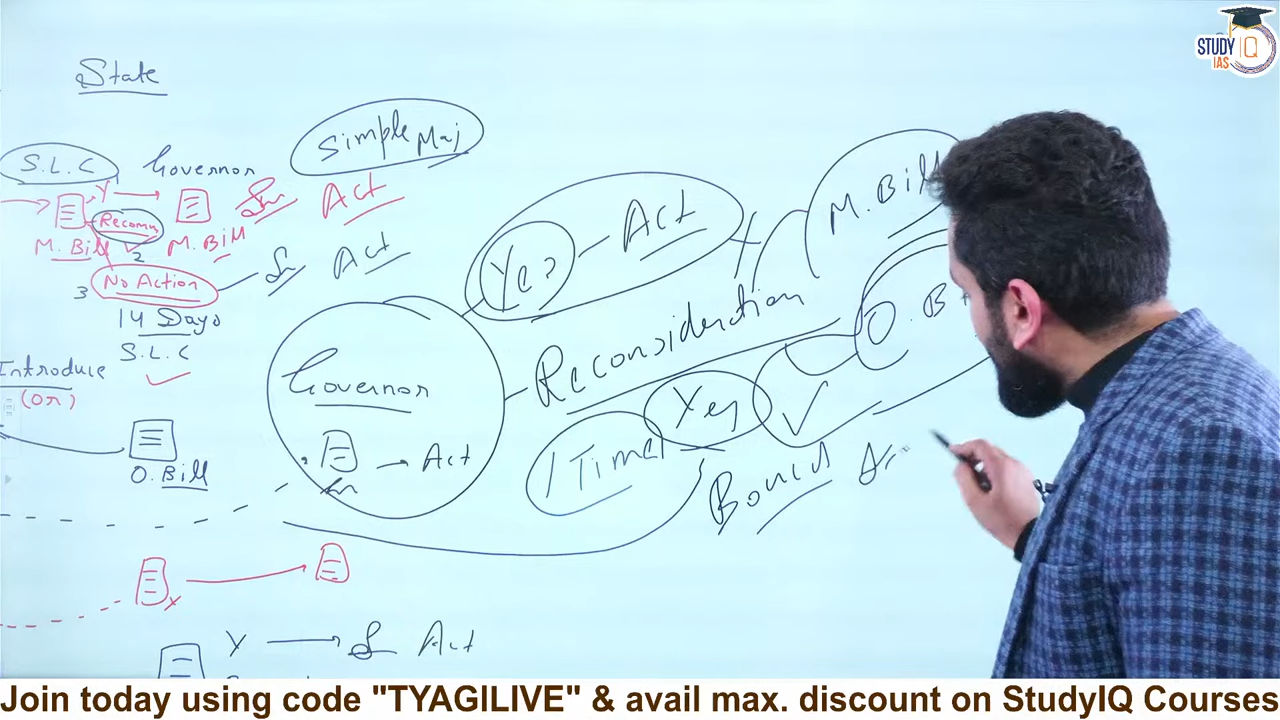 STUDY IQ
IAS
State
Simple Maj
S.L.C
Governor
Y
Recomm
M. Bill
2
M. Bill
Act
3 No Action
Act
14 Days
S.L.C
Introduce
(or)
O. Bill
Governor
Act
Yes
Act
M. Bill
Reconsideration
O. B
1 Time
Yes
Bound
Y
Act
Join today using code "TYAGILIVE" & avail max. discount on StudyIQ Courses